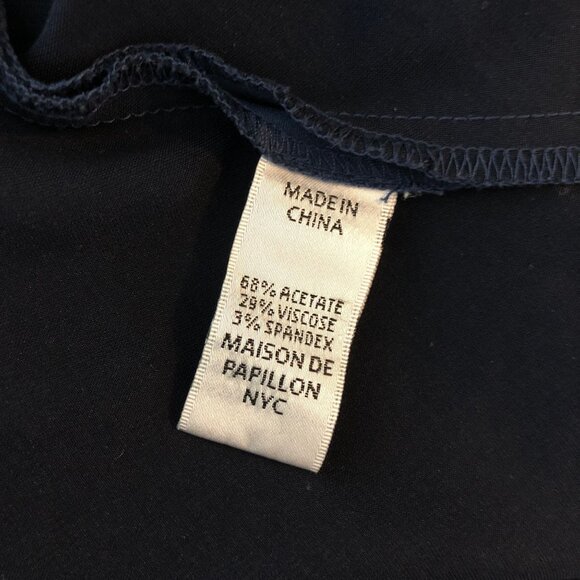 MADE IN
CHINA
68% ACETATE
29% VISCOSE
3% SPANDEX
MAISON DE
PAPILLON
NYC